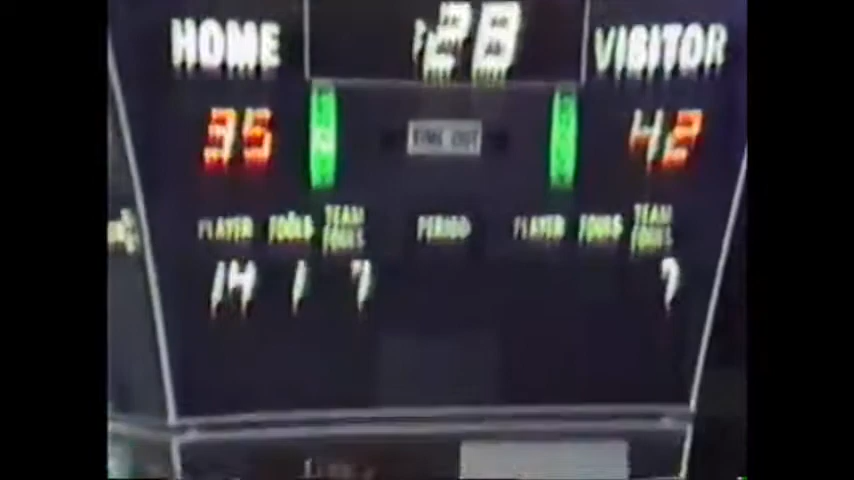 HOME :28 VISITOR
35 TIME OUT 42
PLAYER FOULS TEAM FOULS PERIOD PLAYER FOULS TEAM FOULS
14 1 7 7